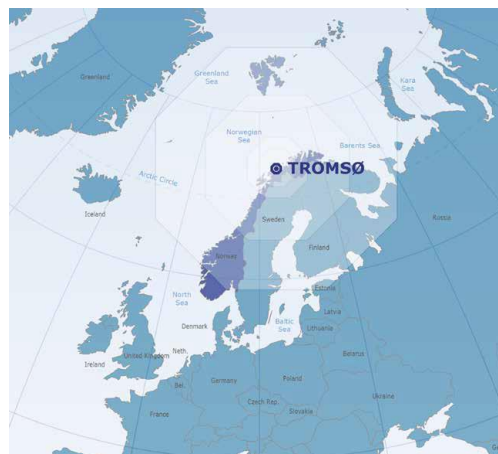 Greenland
Greenland
Sea
Kara
Sea
Norwegian
Sea
Barents Sea
TROMSØ
Arctic Circle
Iceland
Sweden
Russia
Finland
Norway
North
Sea
Estonia
Baltic
Sea
Latvia
Denmark
Lithuania
Ireland
United Kingdom
Neth.
Belarus
Bel.
Germany
Poland
Ukraine
Czech Rep.
Slovakia
France